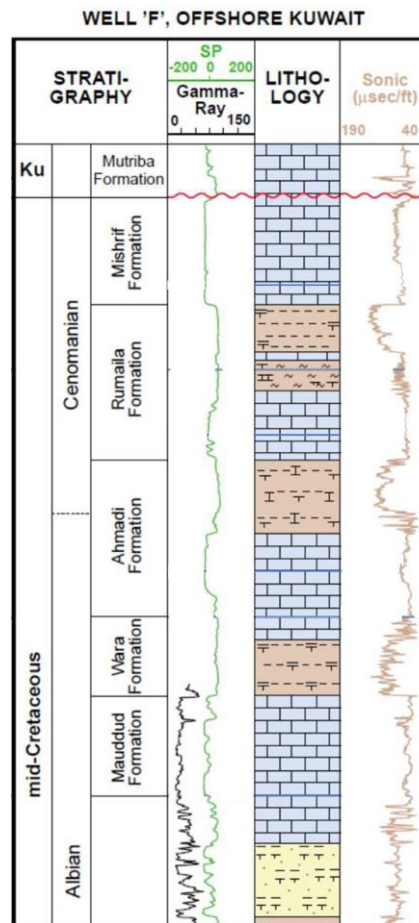 WELL 'F', OFFSHORE KUWAIT
STRATI-
GRAPHY
SP
-200 0 200
Gamma-
Ray
0 150
LITHO-
LOGY
Sonic
(μsec/ft)
190 40
Ku
Mutriba
Formation
Cenomanian
Mishrif
Formation
Rumaila
Formation
Ahmadi
Formation
mid-Cretaceous
Wara
Formation
Mauddud
Formation
Albian